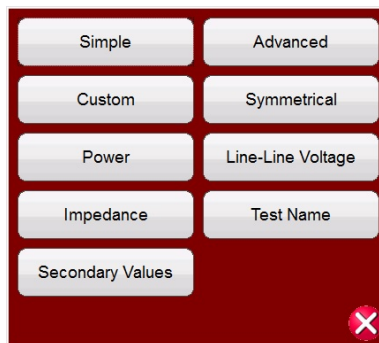 Simple
Advanced
Custom
Symmetrical
Power
Line-Line Voltage
Impedance
Test Name
Secondary Values